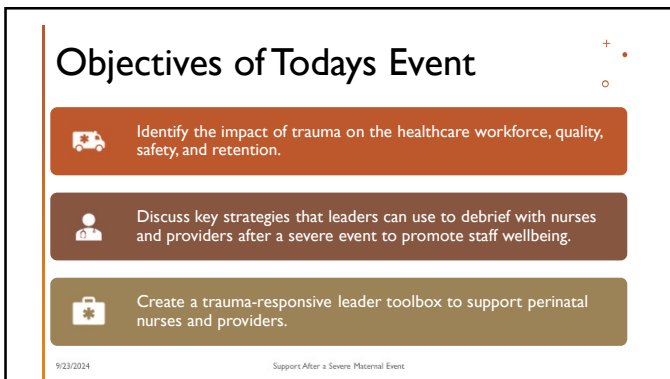 Objectives of Todays Event
Identify the impact of trauma on the healthcare workforce, quality,
safety, and retention.
Discuss key strategies that leaders can use to debrief with nurses
and providers after a severe event to promote staff wellbeing.
Create a trauma-responsive leader toolbox to support perinatal
nurses and providers.
9/23/2024
Support After a Severe Maternal Event